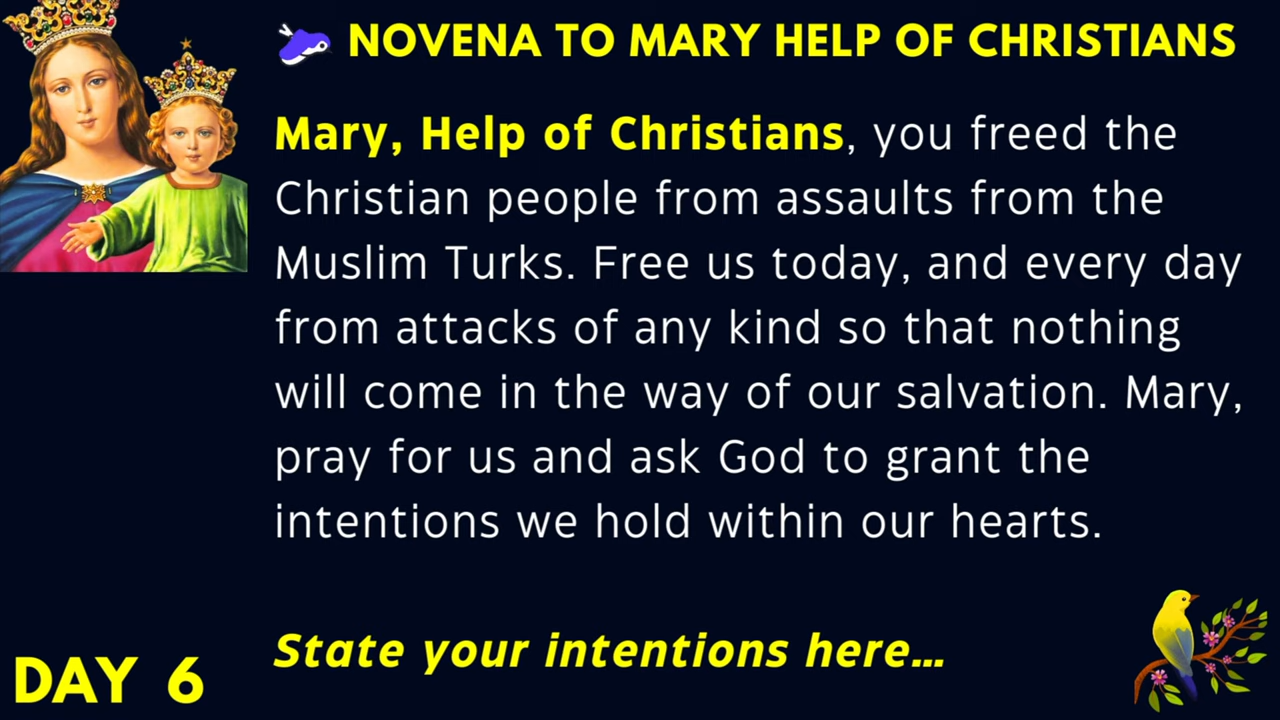 NOVENA TO MARY HELP OF CHRISTIANS
Mary, Help of Christians, you freed the
Christian people from assaults from the
Muslim Turks. Free us today, and every day
from attacks of any kind so that nothing
will come in the way of our salvation. Mary,
pray for us and ask God to grant the
intentions we hold within our hearts.
State your intentions here...
DAY 6